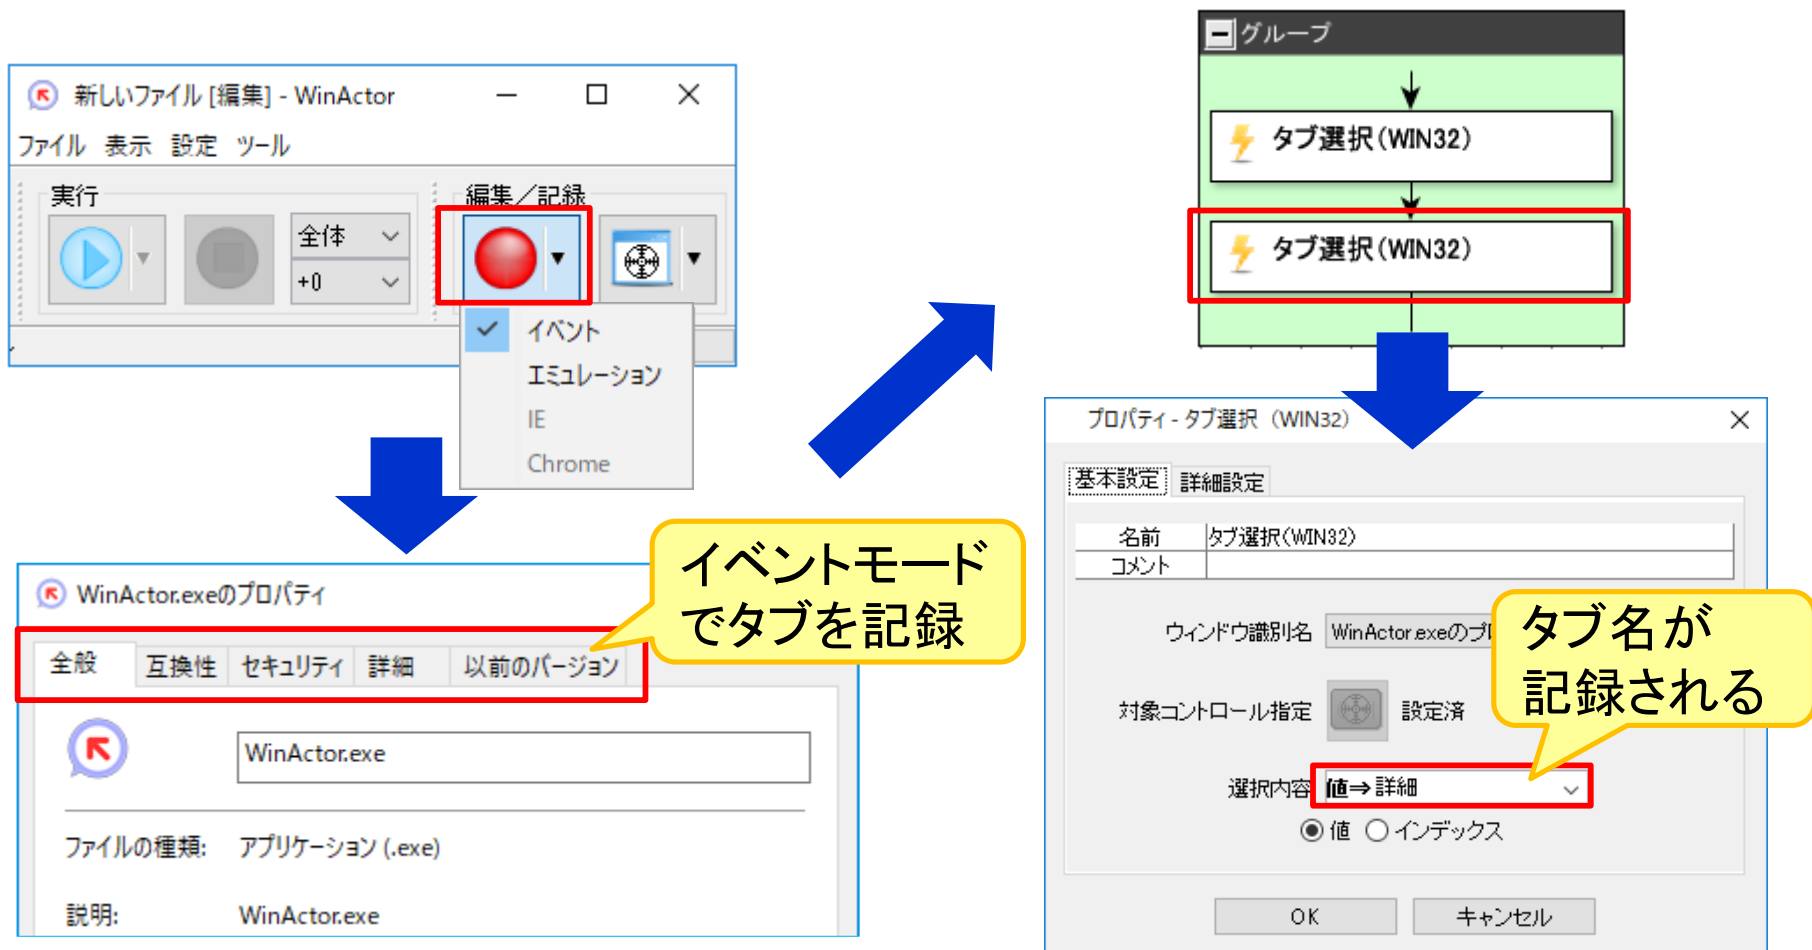 新しいファイル [編集] - WinActor
ファイル 表示 設定 ツール
実行
編集／記録
全体
+0
イベント
エミュレーション
IE
Chrome
WinActor.exeのプロパティ
全般 互換性 セキュリティ 詳細 以前のバージョン
イベントモード
でタブを記録
WinActor.exe
ファイルの種類: アプリケーション (.exe)
説明: WinActor.exe
グループ
タブ選択(WIN32)
タブ選択(WIN32)
プロパティ - タブ選択（WIN32）
基本設定 詳細設定
名前 タブ選択(WIN32)
コメント
ウィンドウ識別名 WinActor.exeのプロ
タブ名が
記録される
対象コントロール指定 設定済
選択内容 値⇒詳細
値 インデックス
OK キャンセル